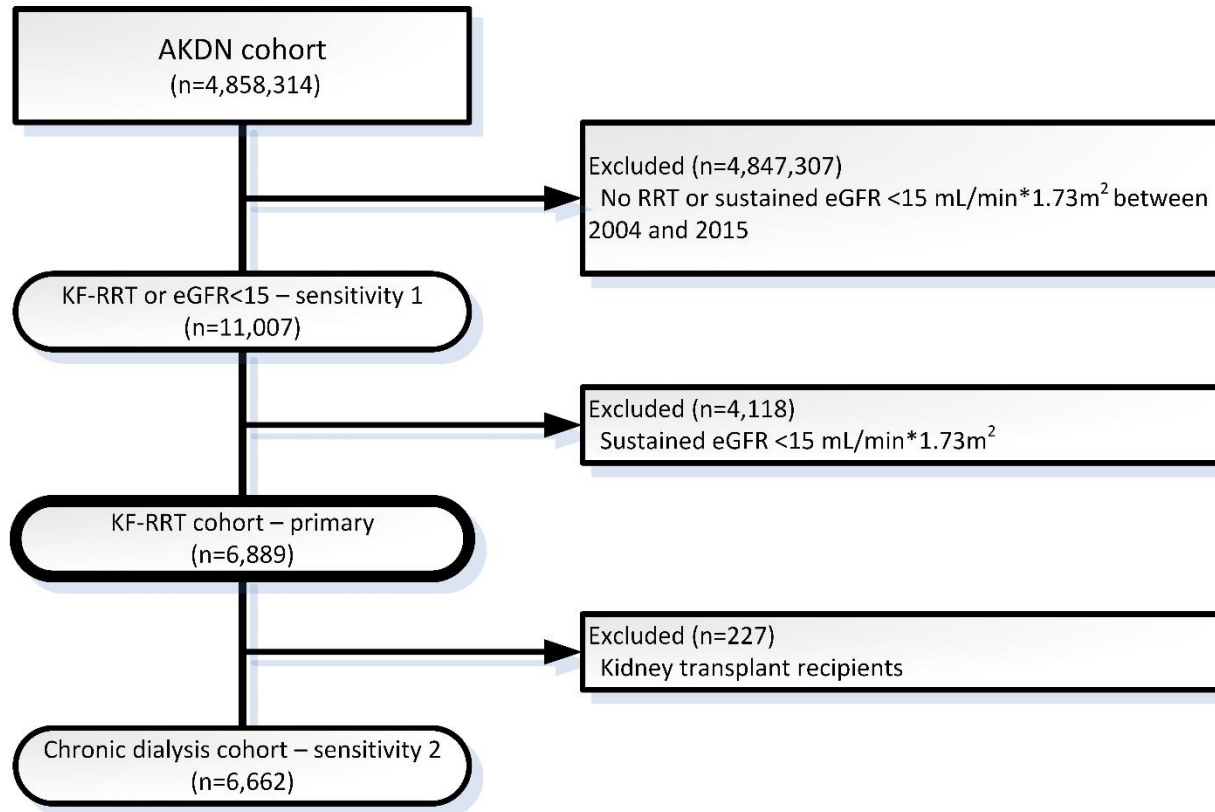 AKDN cohort
(n=4,858,314)
Excluded (n=4,847,307)
No RRT or sustained eGFR <15 mL/min*1.73m² between
2004 and 2015
KF-RRT or eGFR<15 – sensitivity 1
(n=11,007)
Excluded (n=4,118)
Sustained eGFR <15 mL/min*1.73m²
KF-RRT cohort – primary
(n=6,889)
Excluded (n=227)
Kidney transplant recipients
Chronic dialysis cohort – sensitivity 2
(n=6,662)